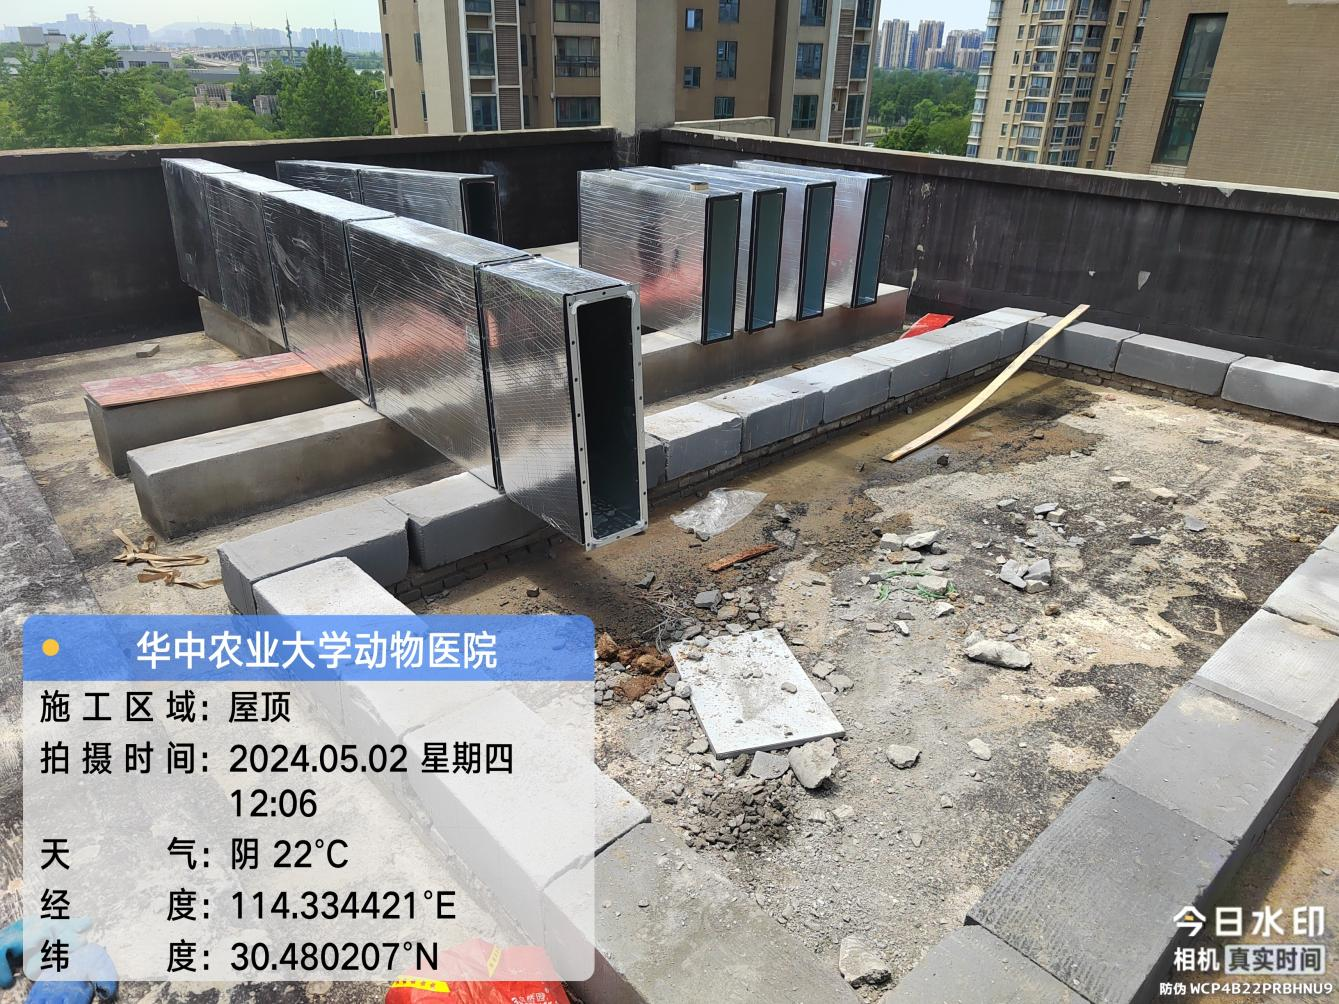 华中农业大学动物医院
施工区域：屋顶
拍摄时间：2024.05.02 星期四
12:06
天气：阴 22℃
经度：114.334421°E
纬度：30.480207°N
今日水印
相机 真实时间
防伪 WCP4B22PRBHNU9